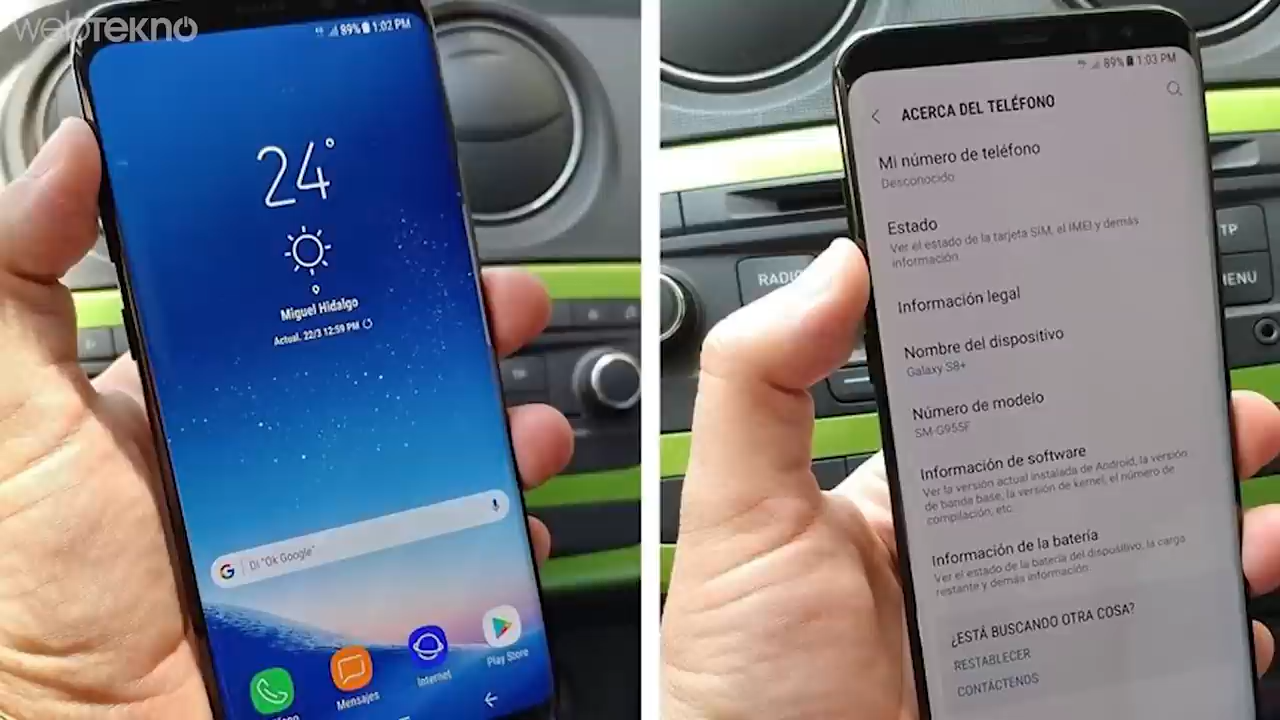 webTEKNO
89% 1:02 PM
24°
Miguel Hidalgo
Actual. 22/3 12:59 PM
Di "Ok Google"
Mensajes
Internet
Play Store
89% 1:03 PM
ACERCA DEL TELÉFONO
Mi número de teléfono
Desconocido
Estado
Ver el estado de la tarjeta SIM, el IMEI y demás
información.
Información legal
Nombre del dispositivo
Galaxy S8+
Número de modelo
SM-G955F
Información de software
Ver la versión actual instalada de Android, la versión
de banda base, la versión de kernel, el número de
compilación, etc.
Información de la batería
Ver el estado de la batería del dispositivo, la carga
restante y demás información.
¿ESTÁ BUSCANDO OTRA COSA?
RESTABLECER
CONTÁCTENOS
RADIO
TP
MENU